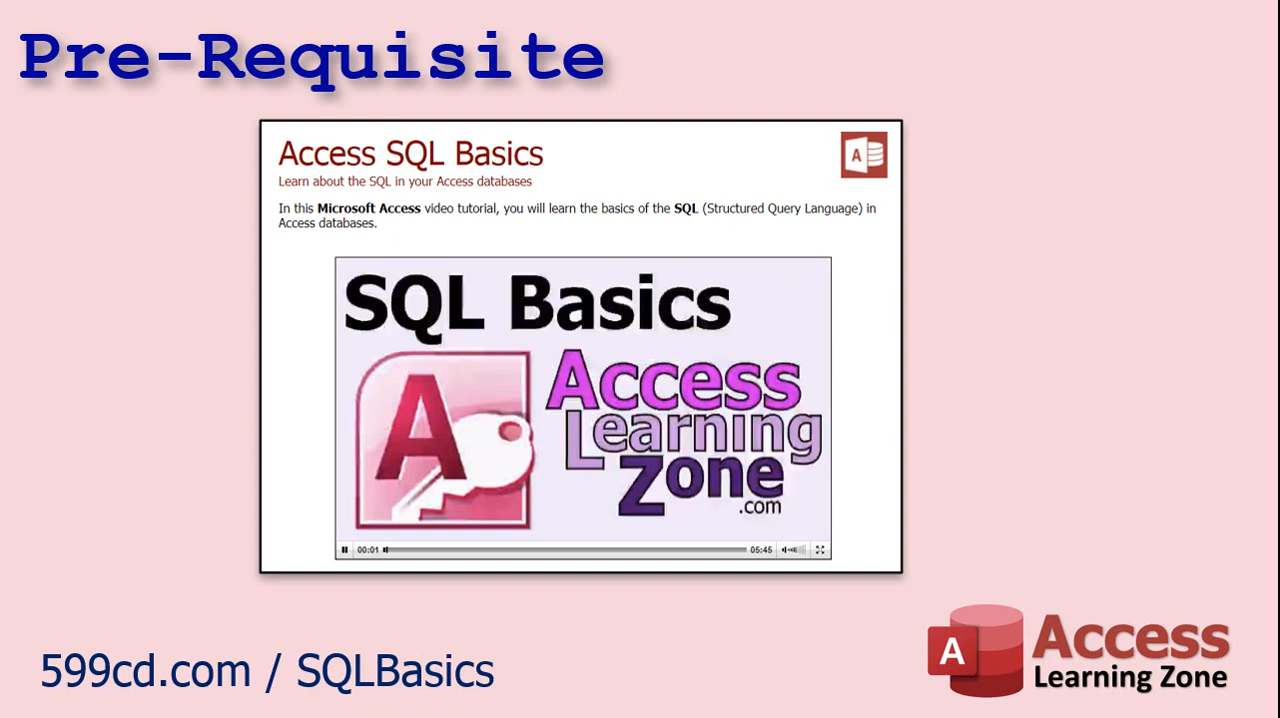 Pre-Requisite
Access SQL Basics
A
Learn about the SQL in your Access databases
In this Microsoft Access video tutorial, you will learn the basics of the SQL (Structured Query Language) in
Access databases.
SQL Basics
A
Access
Learning
Zone
.com
00:01
05:45
599cd.com / SQLBasics
A
Access
Learning Zone